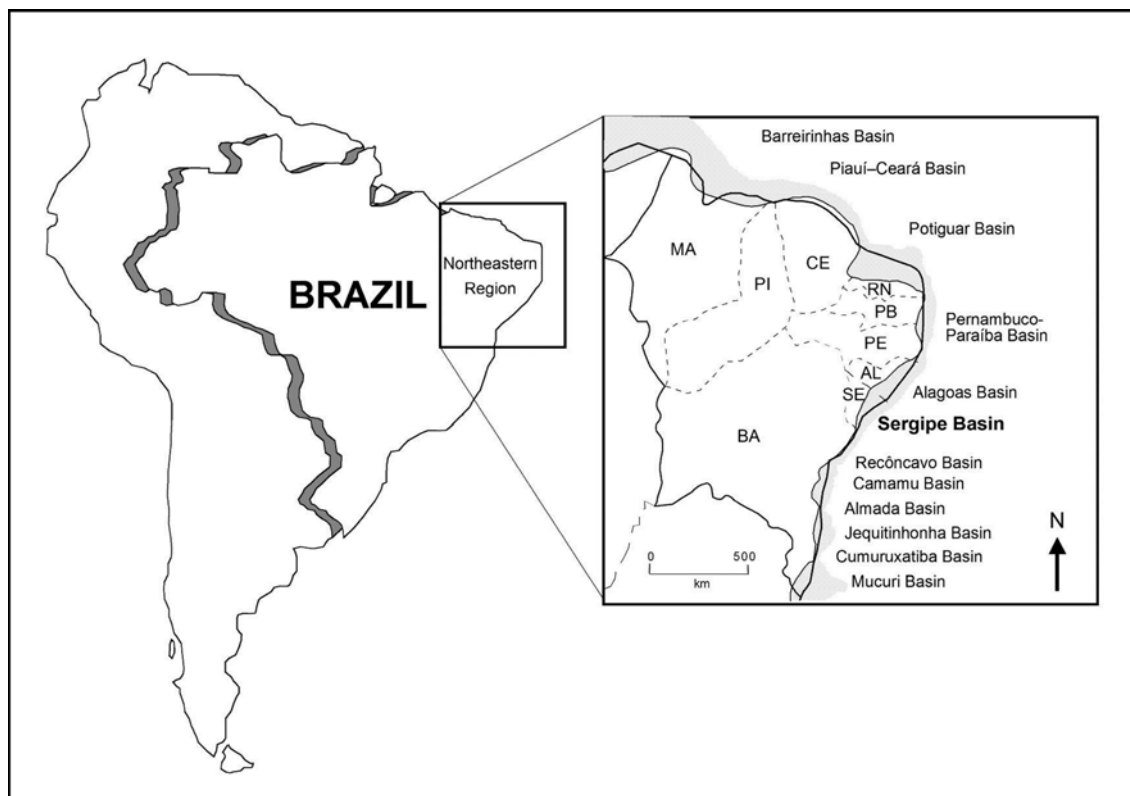 BRAZIL
Northeastern
Region
Barreirinhas Basin
Piauí–Ceará Basin
Potiguar Basin
MA
PI
CE
RN
PB
Pernambuco-
Paraíba Basin
PE
AL
Alagoas Basin
SE
Sergipe Basin
BA
Recôncavo Basin
Camamu Basin
Almada Basin
Jequitinhonha Basin
Cumuruxatiba Basin
Mucuri Basin
0 500
km
N